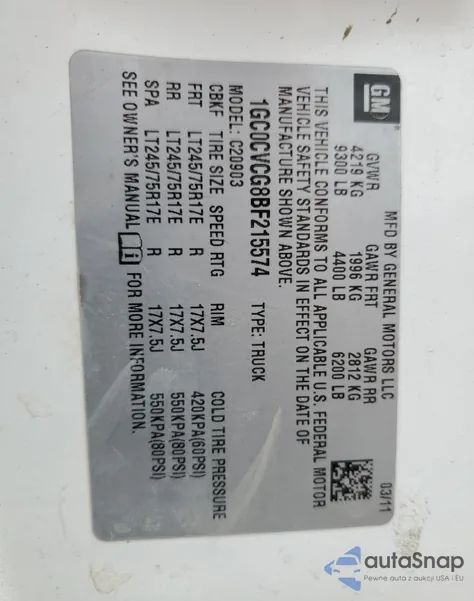 GM
MFD BY GENERAL MOTORS LLC 03/11
GVWR GAWR FRT GAWR RR
4219 KG 1996 KG 2812 KG
9300 LB 4400 LB 6200 LB
THIS VEHICLE CONFORMS TO ALL APPLICABLE U.S. FEDERAL MOTOR
VEHICLE SAFETY STANDARDS IN EFFECT ON THE DATE OF
MANUFACTURE SHOWN ABOVE.
1GC0CVCG8BF215574 TYPE: TRUCK
MODEL: C20903
CBKF TIRE SIZE SPEED RTG RIM COLD TIRE PRESSURE
FRT LT245/75R17E R 17X7.5J 420KPA(60PSI)
RR LT245/75R17E R 17X7.5J 550KPA(80PSI)
SPA LT245/75R17E R 17X7.5J 550KPA(80PSI)
SEE OWNER'S MANUAL i FOR MORE INFORMATION.
autoSnap
Pewne auta z aukcji USA i EU